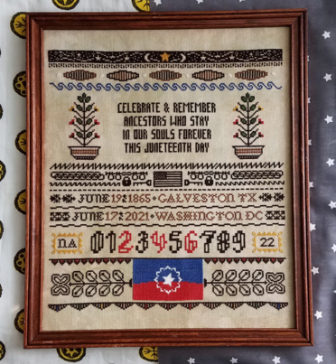 CELEBRATE & REMEMBER
ANCESTORS WHO STAY
IN OUR SOULS FOREVER
THIS JUNETEENTH DAY
JUNE 19 • 1865 • GALVESTON TX
JUNE 17 • 2021 • WASHINGTON DC
NA 0123456789 22